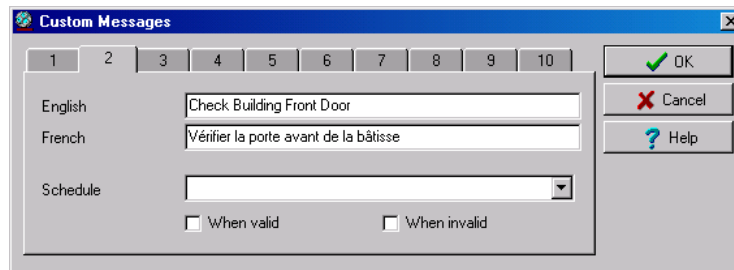 Custom Messages
1 2 3 4 5 6 7 8 9 10
OK
English Check Building Front Door
Cancel
French Vérifier la porte avant de la bâtisse
Help
Schedule
When valid When invalid